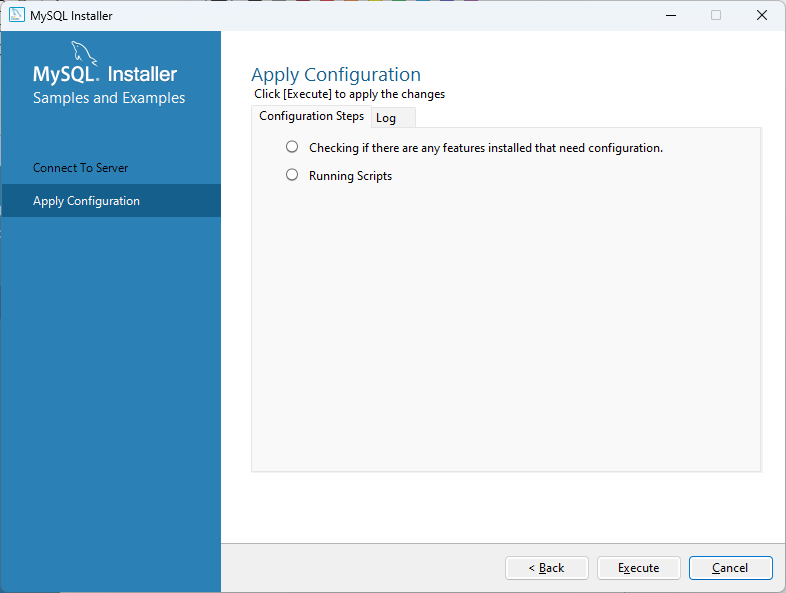 MySQL Installer
MySQL. Installer
Samples and Examples
Connect To Server
Apply Configuration
Apply Configuration
Click [Execute] to apply the changes
Configuration Steps
Log
Checking if there are any features installed that need configuration.
Running Scripts
< Back
Execute
Cancel